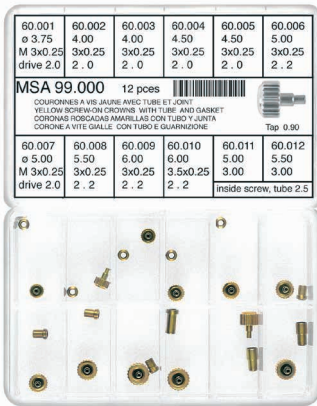 60.001 60.002 60.003 60.004 60.005 60.006
ø 3.75 4.00 4.00 4.50 4.50 5.00
M 3x0.25 3x0.25 3x0.25 3x0.25 3x0.25 3x0.25
drive 2.0 2 . 0 2 . 0 2 . 0 2 . 0 2 . 2
MSA 99.000 12 pces
COURONNES A VIS JAUNE AVEC TUBE ET JOINT
YELLOW SCREW-ON CROWNS WITH TUBE AND GASKET
CORONAS ROSCADAS AMARILLAS CON TUBO Y JUNTA
CORONE A VITE GIALLE CON TUBO E GUARNIZIONE
Tap 0.90
60.007 60.008 60.009 60.010 60.011 60.012
ø 5.00 5.50 6.00 6.00 5.00 5.50
M 3x0.25 3x0.25 3x0.25 3.5x0.25 3.00 3.00
drive 2.0 2 . 2 2 . 2 2 . 2 inside screw, tube 2.5